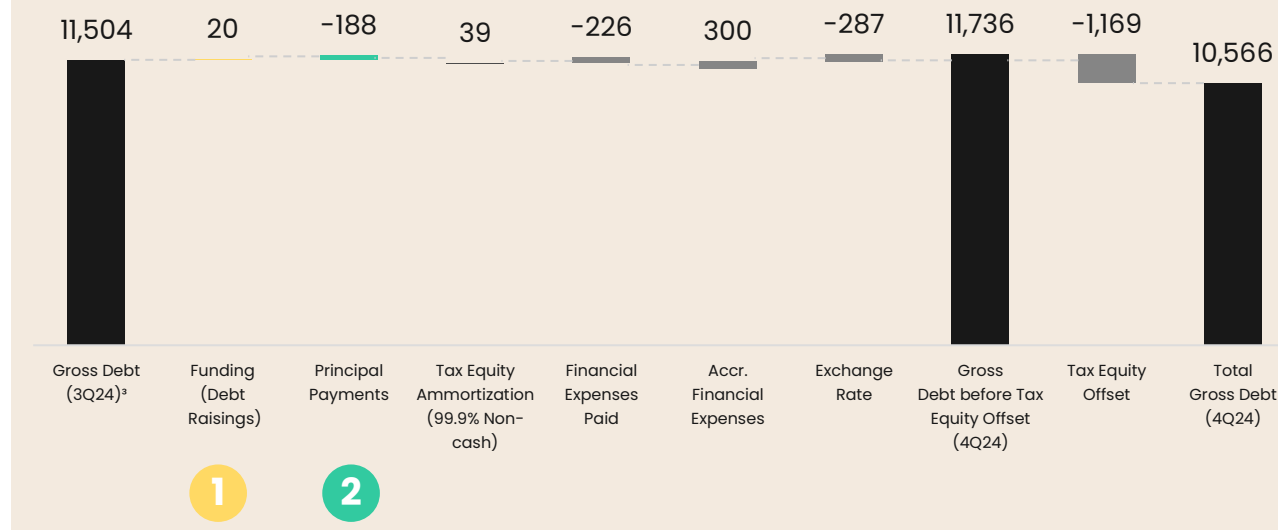 11,504
20
-188
39
-226
300
-287
11,736
-1,169
10,566
Gross Debt
(3Q24)³
Funding
(Debt
Raisings)
Principal
Payments
Tax Equity
Ammortization
(99.9% Non-
cash)
Financial
Expenses
Paid
Accr.
Financial
Expenses
Exchange
Rate
Gross
Debt before Tax
Equity Offset
(4Q24)
Tax Equity
Offset
Total
Gross Debt
(4Q24)
1
2